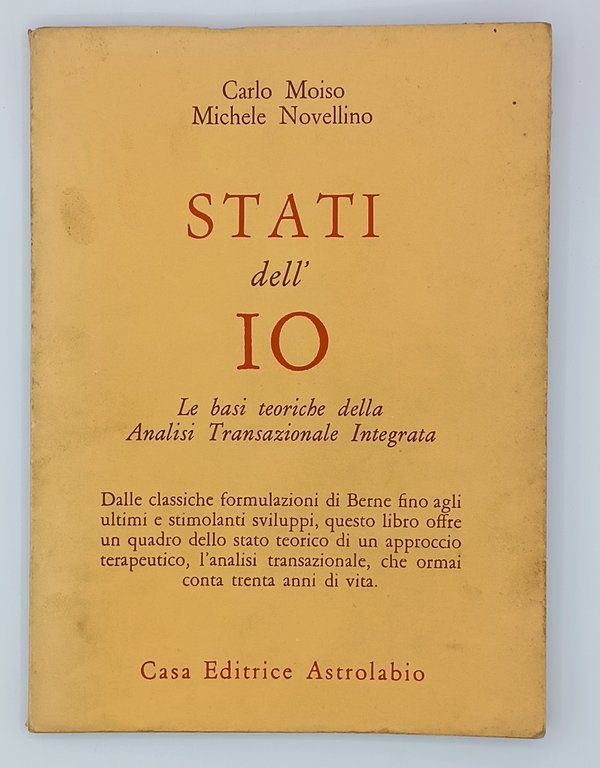 Carlo Moiso
Michele Novellino
STATI
dell'
IO
Le basi teoriche della
Analisi Transazionale Integrata
Dalle classiche formulazioni di Berne fino agli
ultimi e stimolanti sviluppi, questo libro offre
un quadro dello stato teorico di un approccio
terapeutico, l'analisi transazionale, che ormai
conta trenta anni di vita.
Casa Editrice Astrolabio